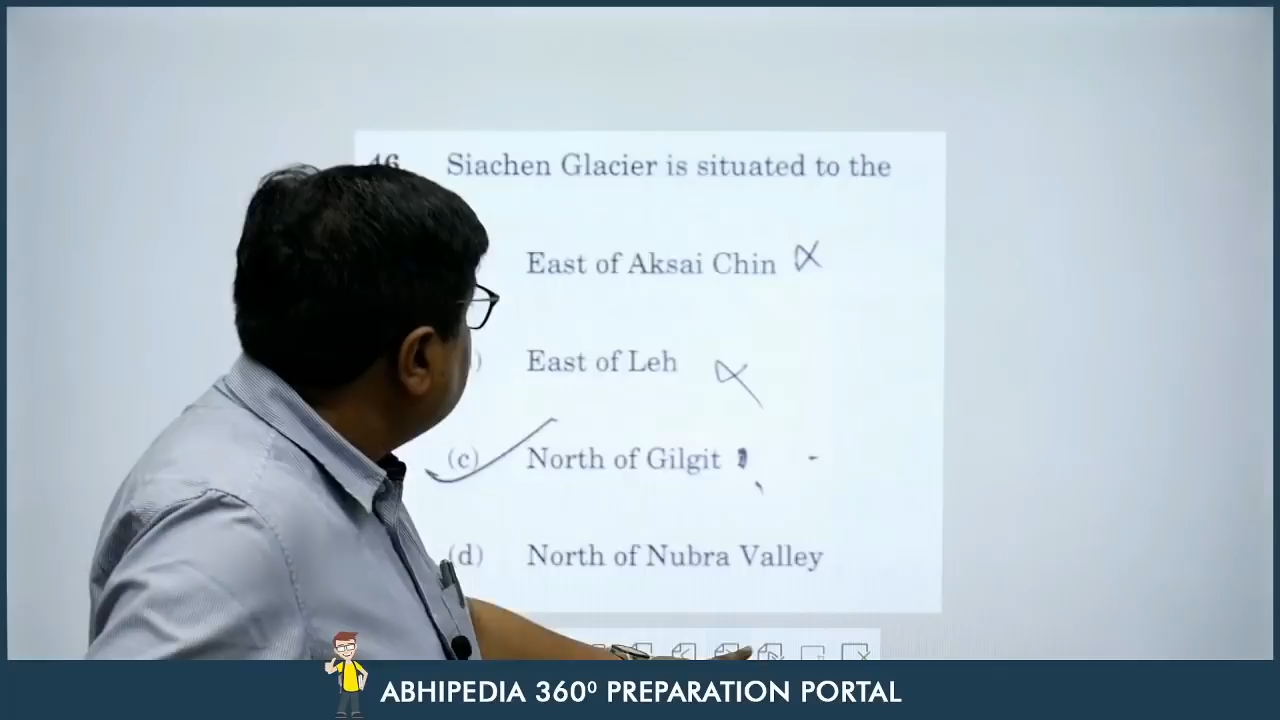 46. Siachen Glacier is situated to the
East of Aksai Chin
) East of Leh
(c) North of Gilgit
(d) North of Nubra Valley
ABHIPEDIA 360⁰ PREPARATION PORTAL